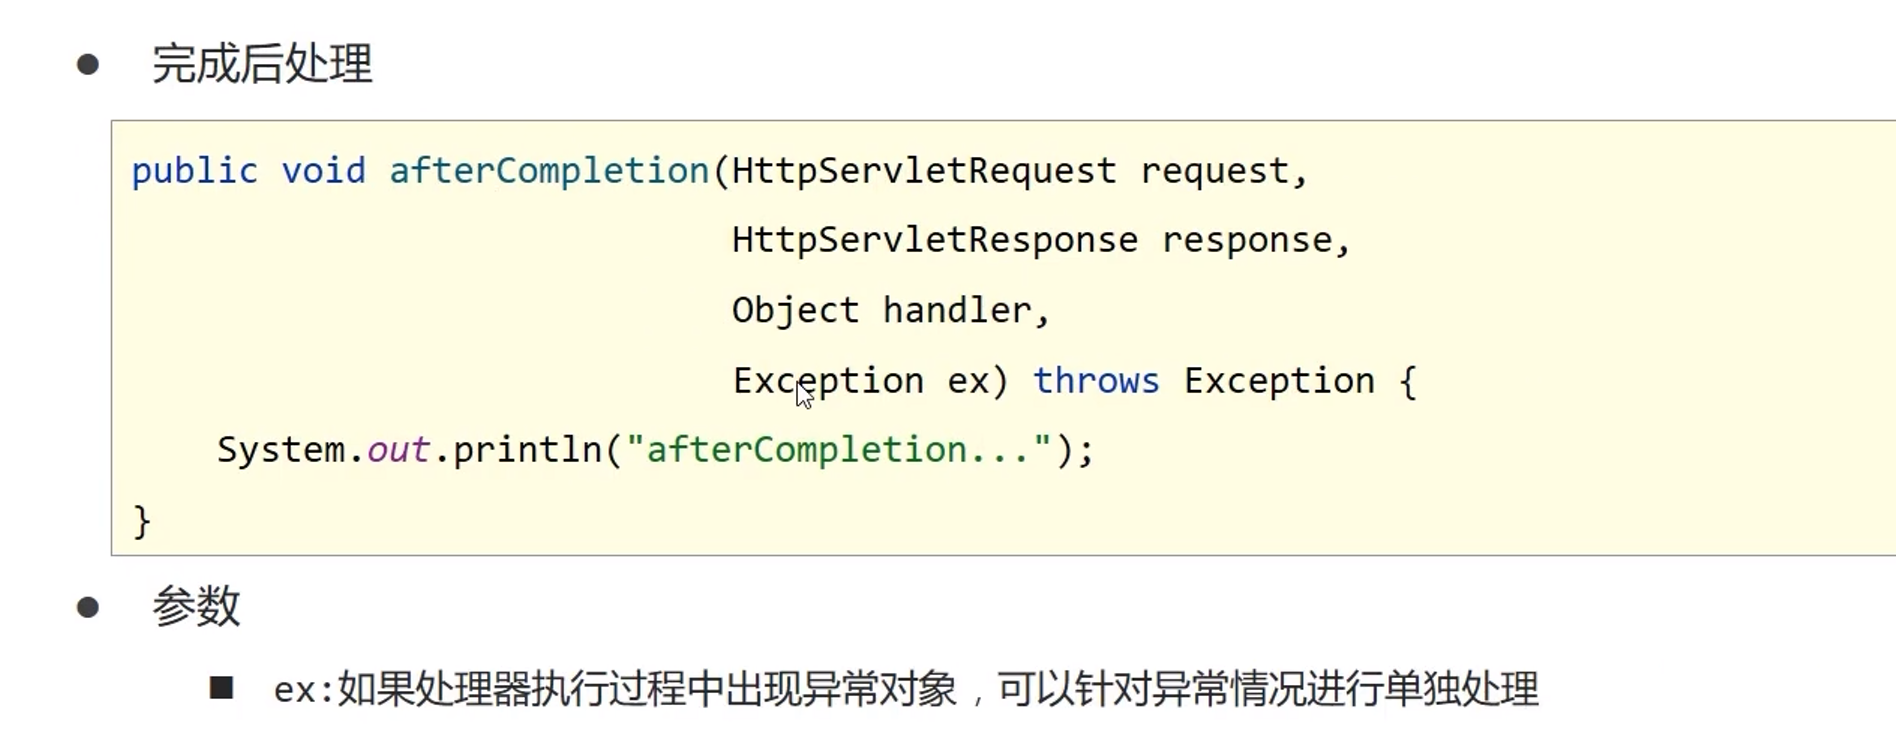 ● 完成后处理
public void afterCompletion(HttpServletRequest request,
HttpServletResponse response,
Object handler,
Exception ex) throws Exception {
System.out.println("afterCompletion...");
}
● 参数
■ ex:如果处理器执行过程中出现异常对象，可以针对异常情况进行单独处理